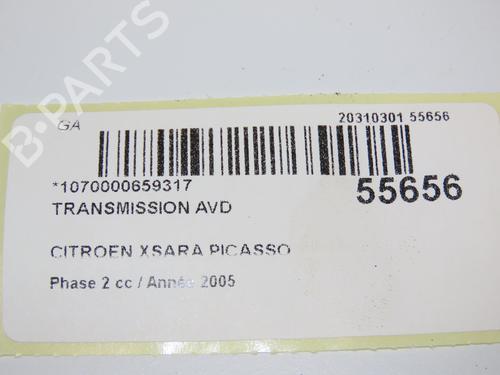 B-PARTS
GA
20310301 55656
*1070000659317
55656
TRANSMISSION AVD
CITROEN XSARA PICASSO
Phase 2 cc / Année 2005